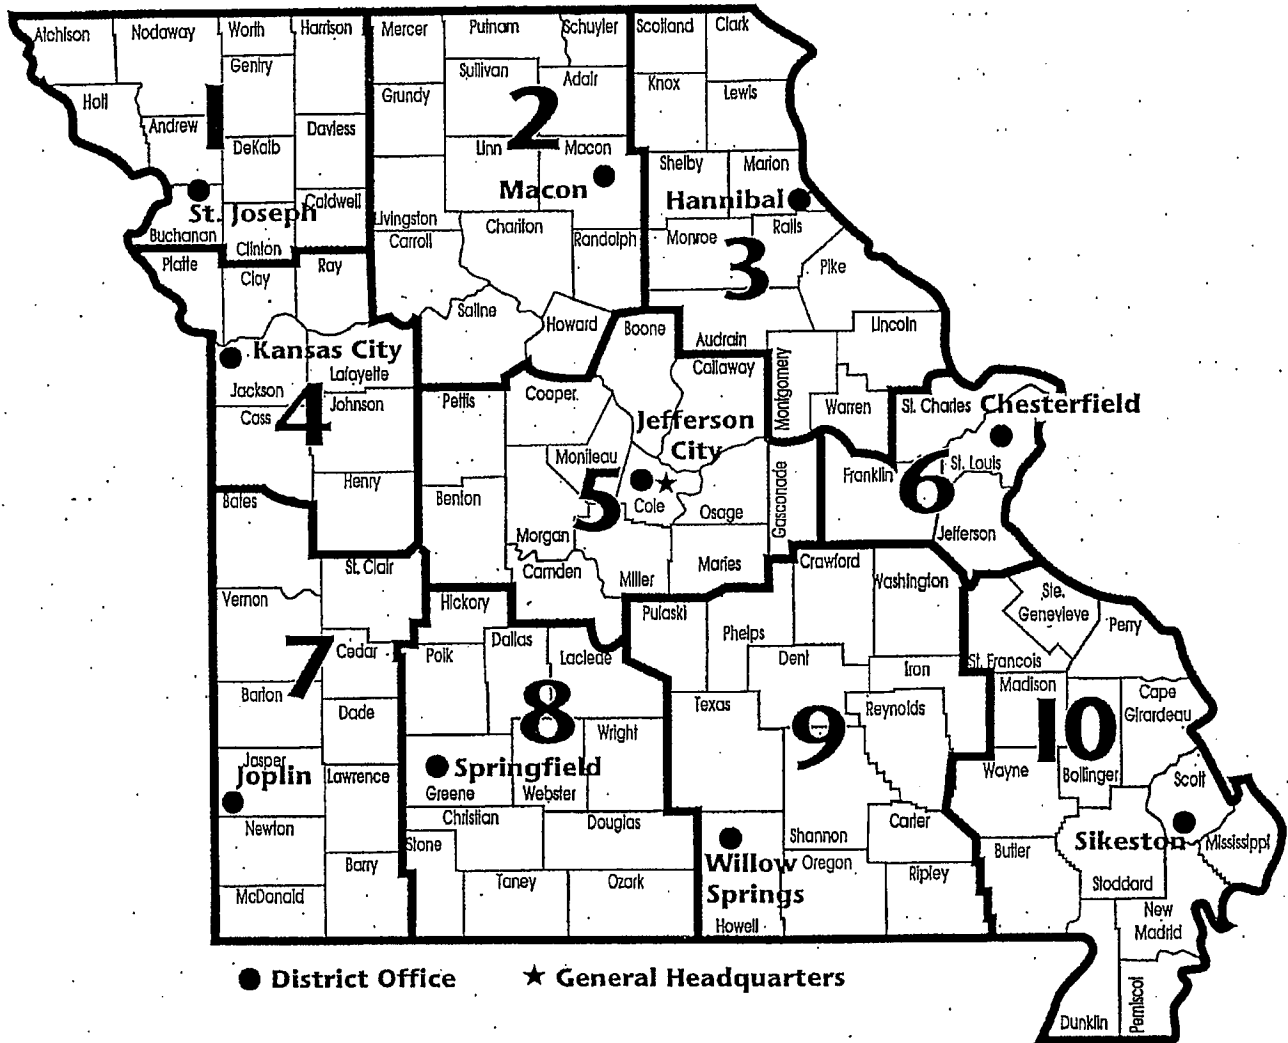 Atchison
Nodaway
Worth
Harrison
Mercer
Putnam
Schuyler
Scotland
Clark
Gentry
Sullivan
Adair
Knox
Lewis
Holt
Andrew
1
Grundy
2
DeKalb
Daviess
Linn
Macon
Shelby
Marion
Macon
Hannibal
St. Joseph
Caldwell
Livingston
Chariton
Randolph
Monroe
Ralls
Buchanan
Clinton
Carroll
3
Pike
Platte
Clay
Ray
Saline
Howard
Boone
Audrain
Lincoln
Kansas City
Lafayette
Callaway
Montgomery
Jackson
4
Johnson
Pettis
Cooper
Jefferson
City
Warren
St. Charles
Chesterfield
Cass
Moniteau
Henry
Benton
5
Cole
Osage
Gasconade
Franklin
6
St. Louis
Bates
Morgan
Jefferson
St. Clair
Camden
Miller
Maries
Crawford
Washington
Vernon
Hickory
Pulaski
Phelps
Ste.
Genevieve
Perry
7
Cedar
Polk
Dallas
Laclede
Dent
Iron
St. Francois
Barton
Dade
8
Wright
Texas
9
Reynolds
Madison
10
Cape
Girardeau
Jasper
Joplin
Lawrence
Springfield
Greene
Webster
Wayne
Bollinger
Scott
Newton
Christian
Douglas
Shannon
Carter
Butler
Sikeston
Mississippi
Stone
Barry
Taney
Ozark
Willow
Springs
Oregon
Ripley
Stoddard
McDonald
Howell
New
Madrid
Dunklin
Pemiscot
District Office
General Headquarters